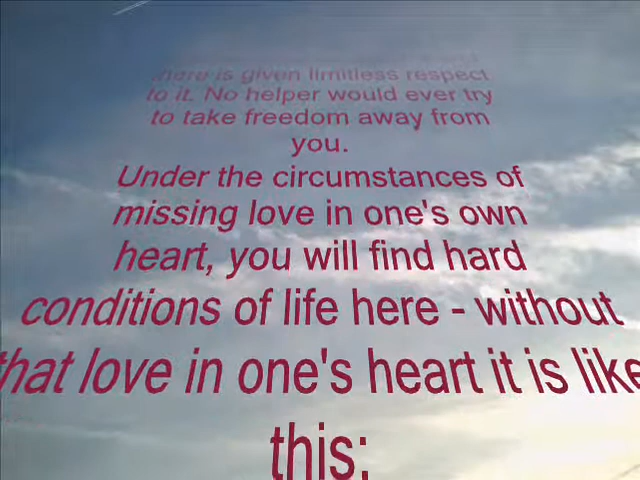 there is given limitless respect
to it. No helper would ever try
to take freedom away from
you.
Under the circumstances of
missing love in one's own
heart, you will find hard
conditions of life here - without
that love in one's heart it is like
this: